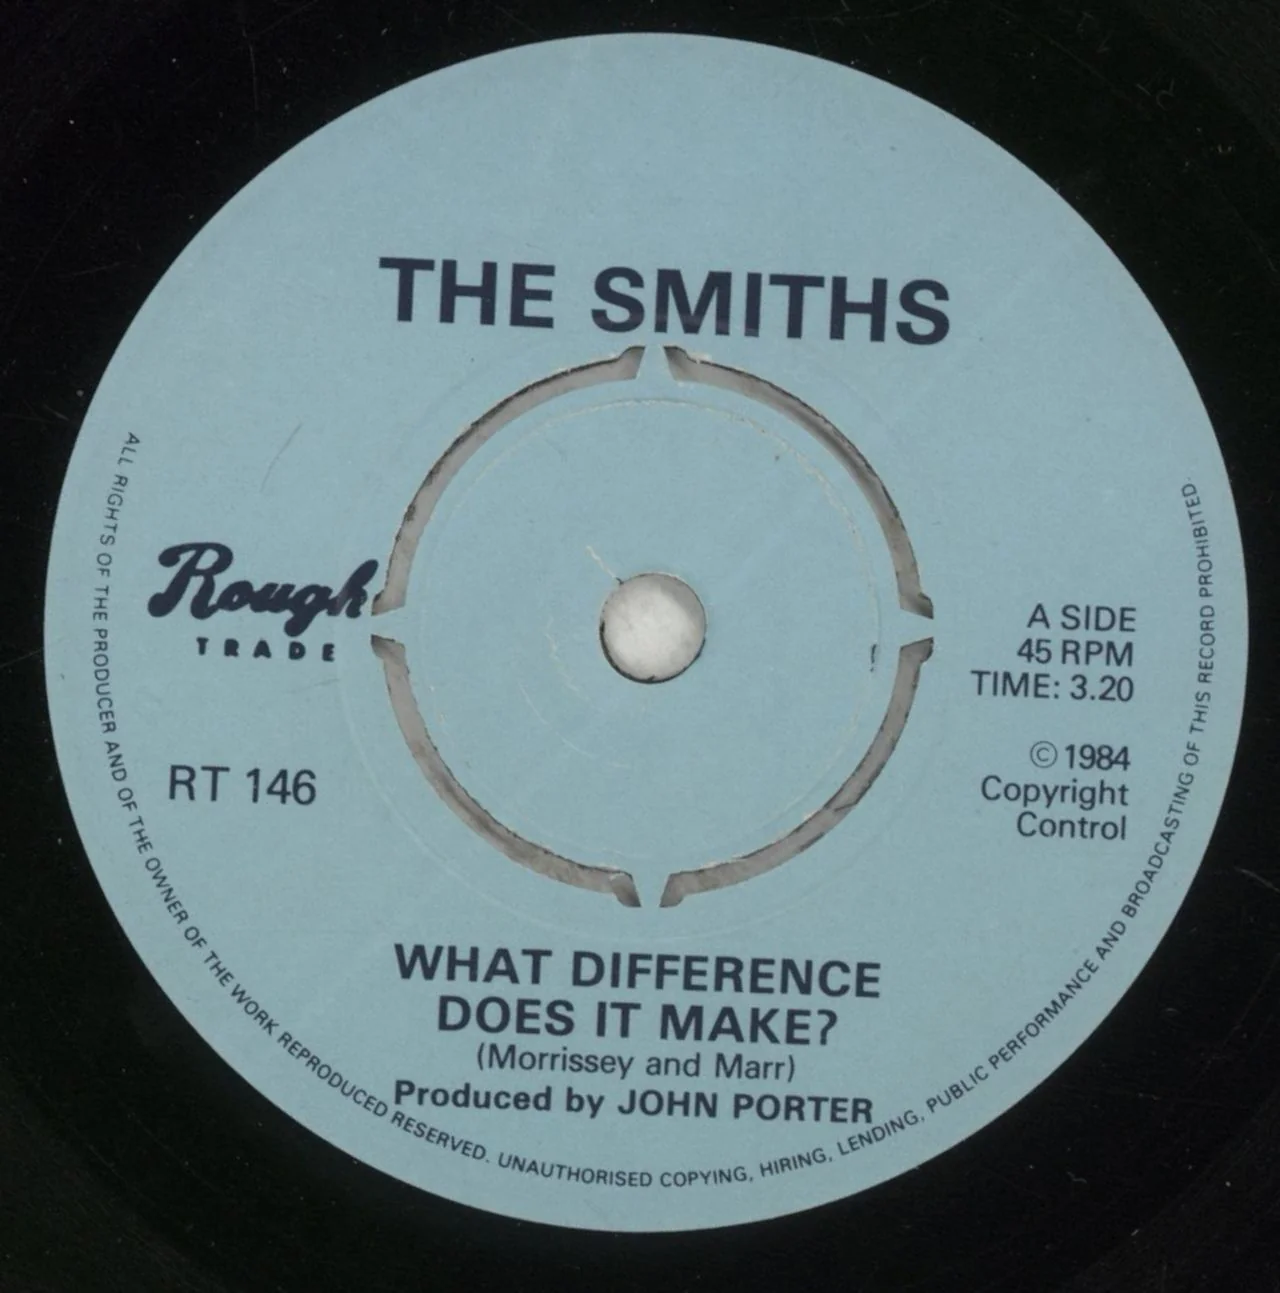 THE SMITHS
Rough
TRADE
RT 146
A SIDE
45 RPM
TIME: 3.20
© 1984
Copyright
Control
WHAT DIFFERENCE
DOES IT MAKE?
(Morrissey and Marr)
Produced by JOHN PORTER
ALL RIGHTS OF THE PRODUCER AND OF THE OWNER OF THE WORK REPRODUCED RESERVED. UNAUTHORISED COPYING, HIRING, LENDING, PUBLIC PERFORMANCE AND BROADCASTING OF THIS RECORD PROHIBITED.